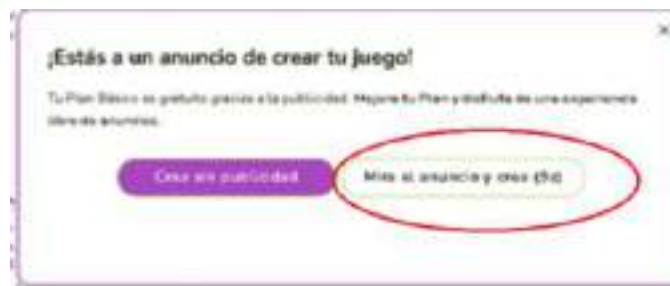 ¡Estás a un anuncio de crear tu juego!
Tu Plan Básico es gratuito gracias a la publicidad. Mejora tu Plan y disfruta de una experiencia
libre de anuncios.
Crear sin publicidad
Mira el anuncio y crea (5s)